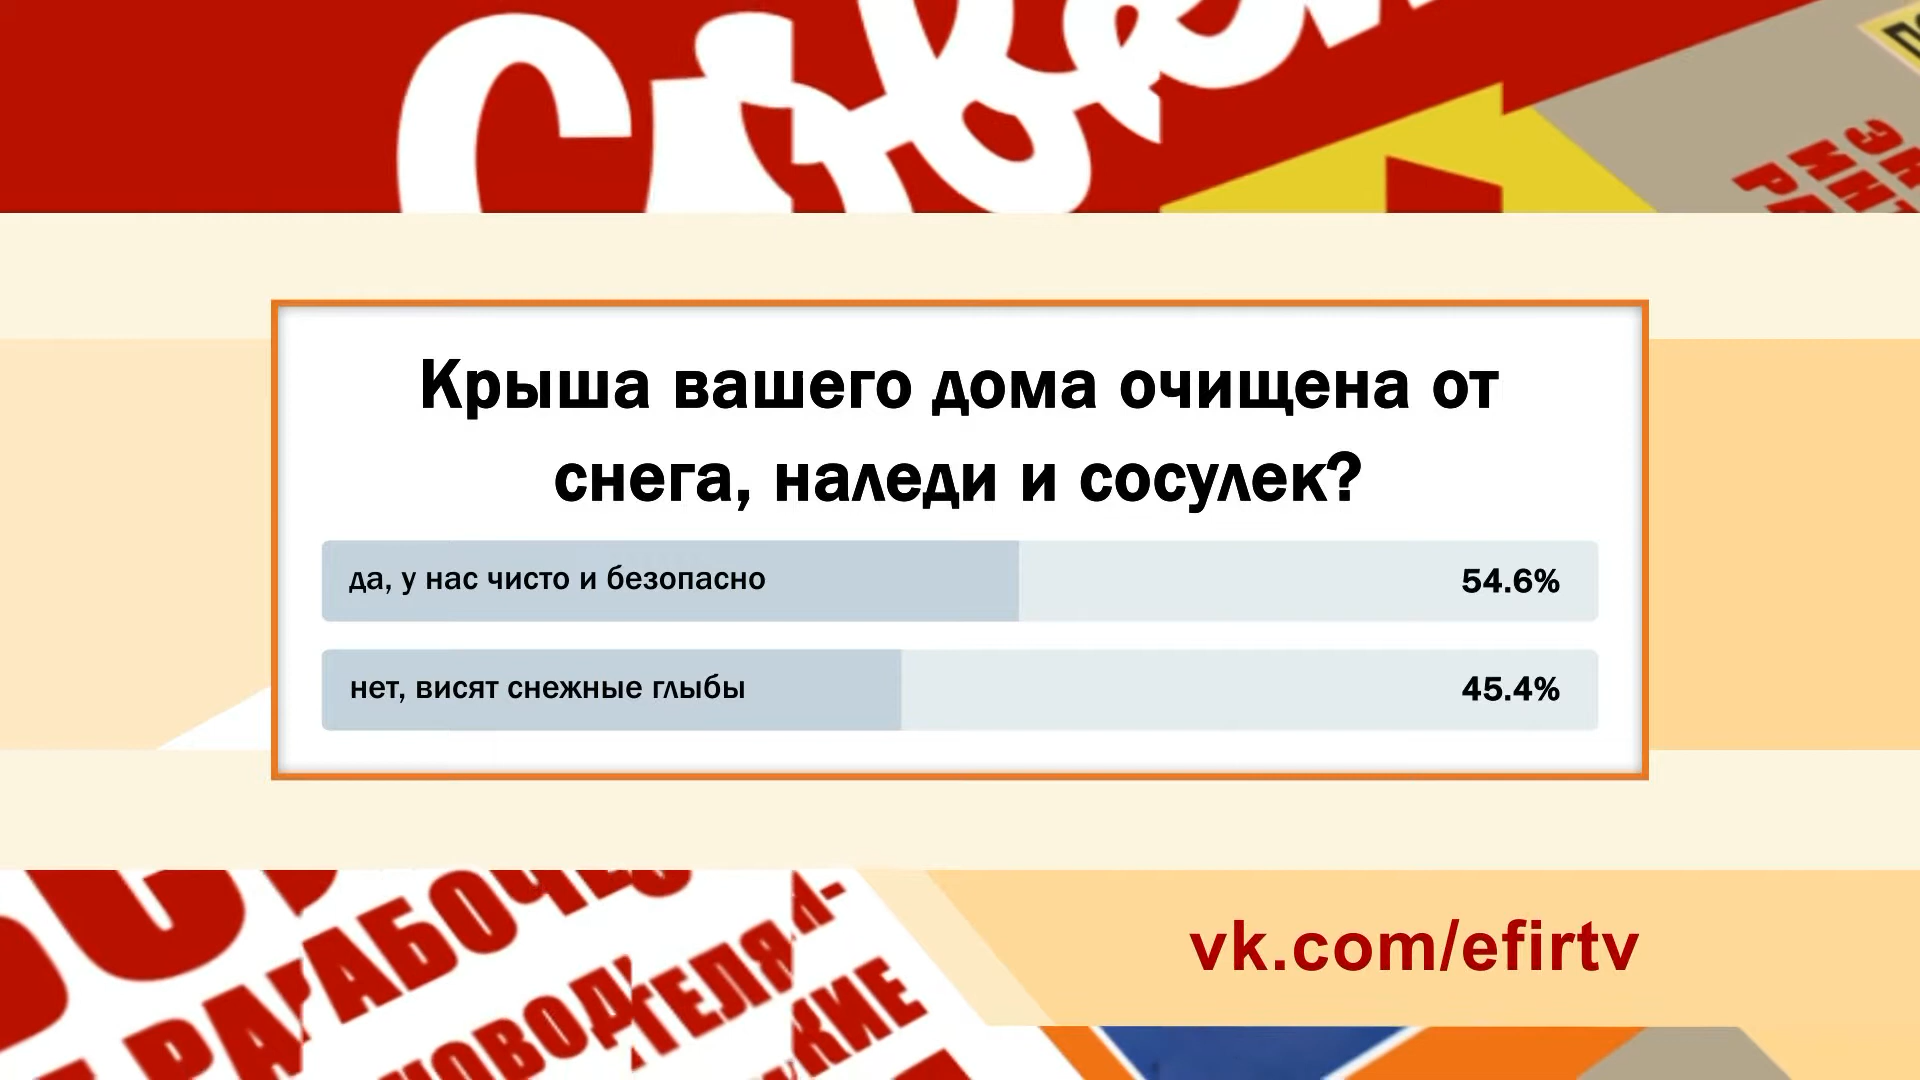 Крыша вашего дома очищена от
снега, наледи и сосулек?
да, у нас чисто и безопасно
54.6%
нет, висят снежные глыбы
45.4%
vk.com/efirtv